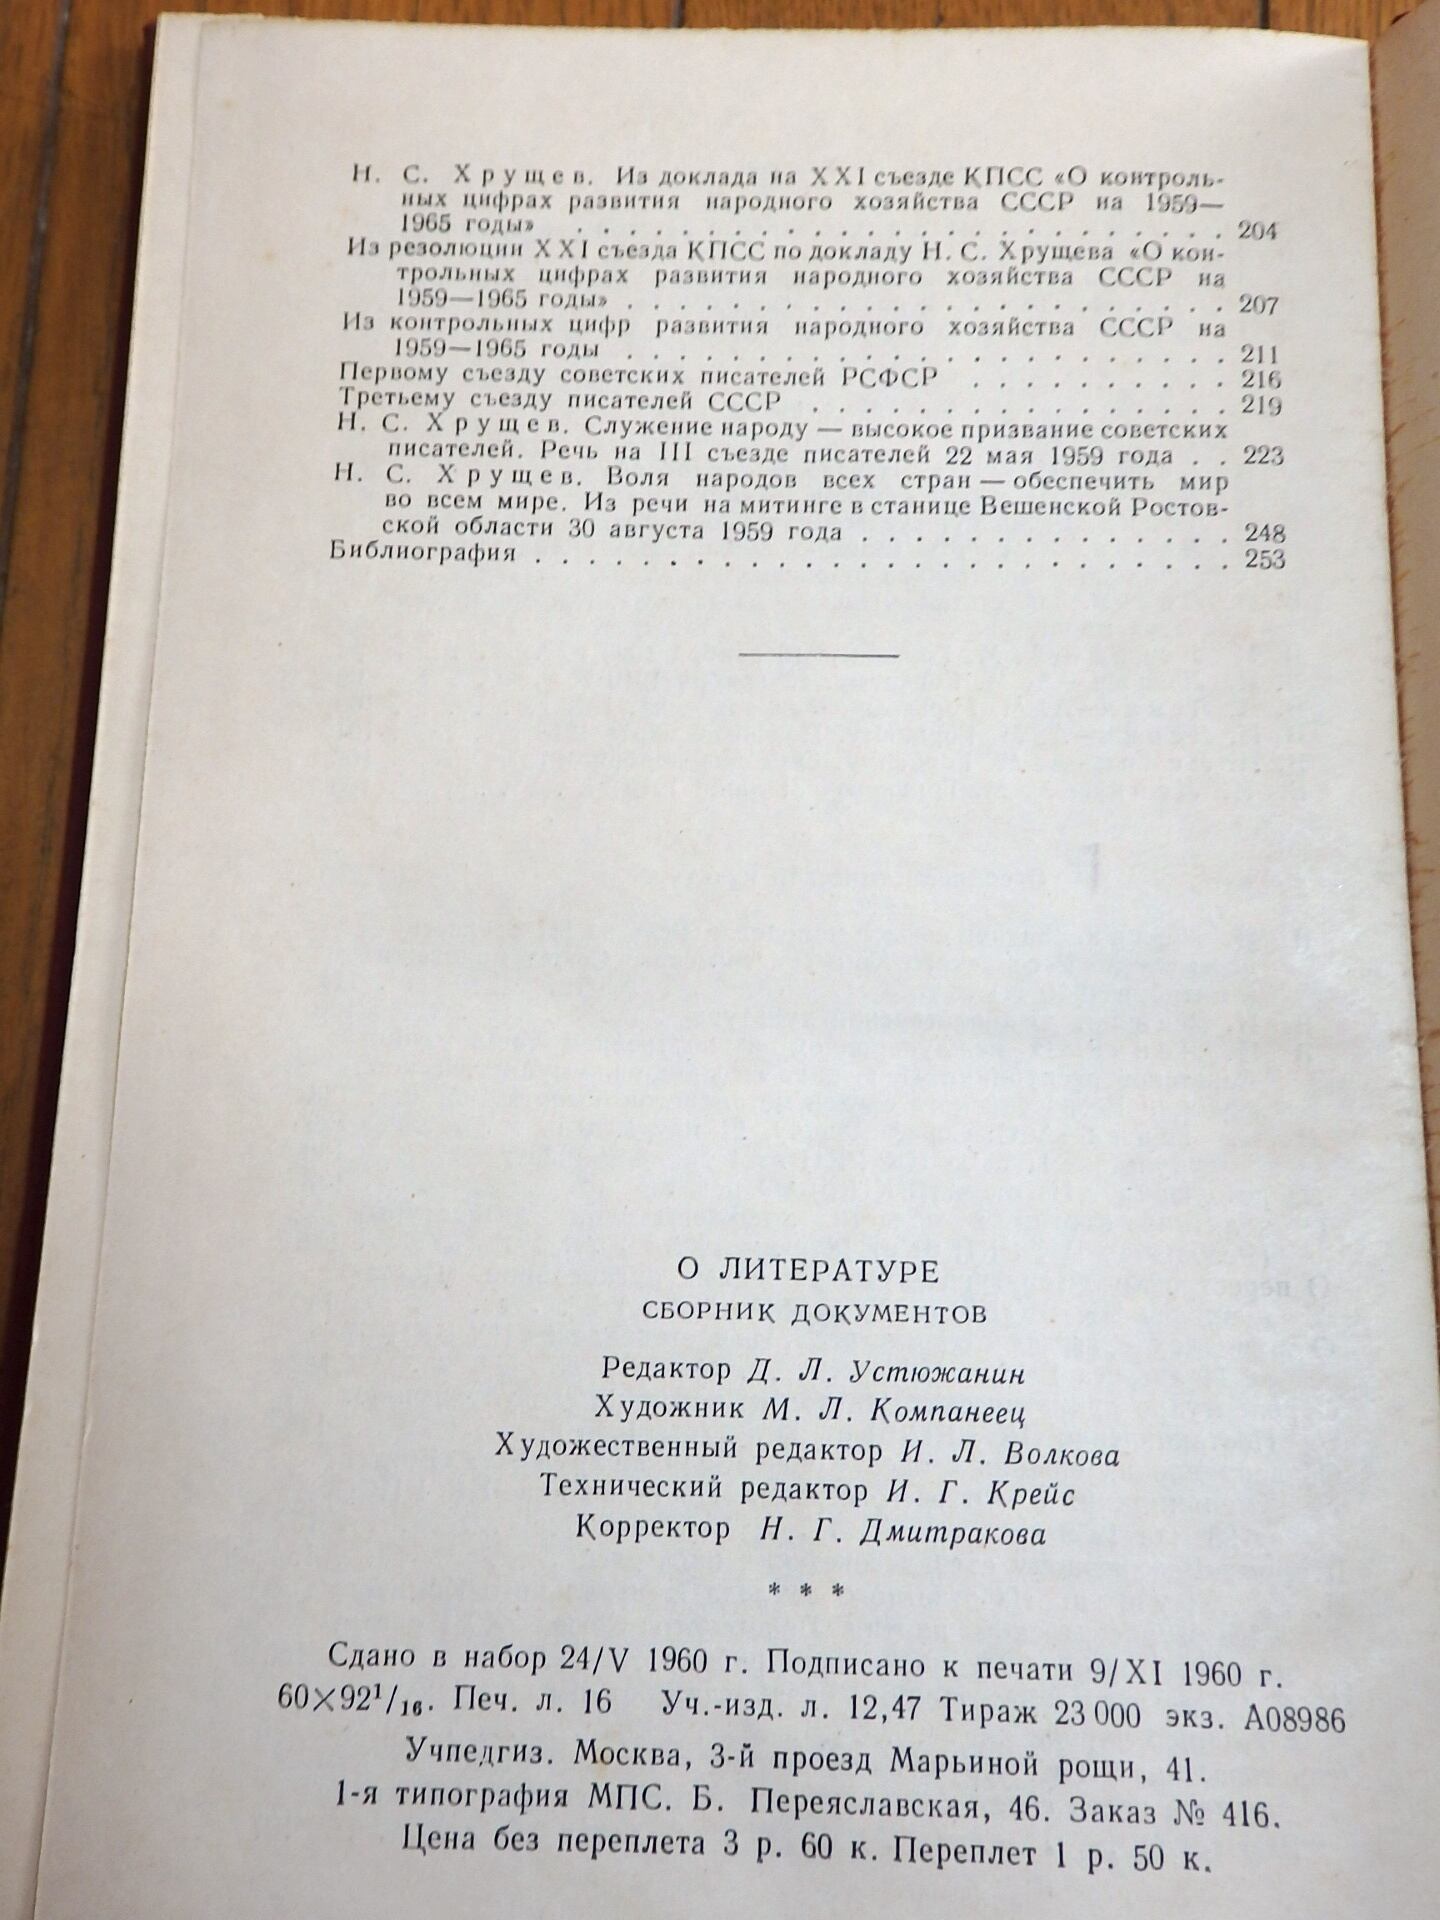 Н. С. Хрущев. Из доклада на XXI съезде КПСС «О контроль-
ных цифрах развития народного хозяйства СССР на 1959—
1965 годы» . . . . . . . . . . . . . . . . . . . . . . . . 204
Из резолюции XXI съезда КПСС по докладу Н. С. Хрущева «О кон-
трольных цифрах развития народного хозяйства СССР на
1959—1965 годы» . . . . . . . . . . . . . . . . . . . . . . . 207
Из контрольных цифр развития народного хозяйства СССР на
1959—1965 годы . . . . . . . . . . . . . . . . . . . . . . . 211
Первому съезду советских писателей РСФСР . . . . . . . . . . 216
Третьему съезду писателей СССР . . . . . . . . . . . . . . . . 219
Н. С. Хрущев. Служение народу — высокое призвание советских
писателей. Речь на III съезде писателей 22 мая 1959 года . . 223
Н. С. Хрущев. Воля народов всех стран — обеспечить мир
во всем мире. Из речи на митинге в станице Вешенской Ростов-
ской области 30 августа 1959 года . . . . . . . . . . . . . . 248
Библиография . . . . . . . . . . . . . . . . . . . . . . . . . . 253
О ЛИТЕРАТУРЕ
СБОРНИК ДОКУМЕНТОВ
Редактор Д. Л. Устюжанин
Художник М. Л. Компанеец
Художественный редактор И. Л. Волкова
Технический редактор И. Г. Крейс
Корректор Н. Г. Дмитракова
* * *
Сдано в набор 24/V 1960 г. Подписано к печати 9/XI 1960 г.
60×92¹/₁₆. Печ. л. 16 Уч.-изд. л. 12,47 Тираж 23 000 экз. А08986
Учпедгиз. Москва, 3-й проезд Марьиной рощи, 41.
1-я типография МПС. Б. Переяславская, 46. Заказ № 416.
Цена без переплета 3 р. 60 к. Переплет 1 р. 50 к.